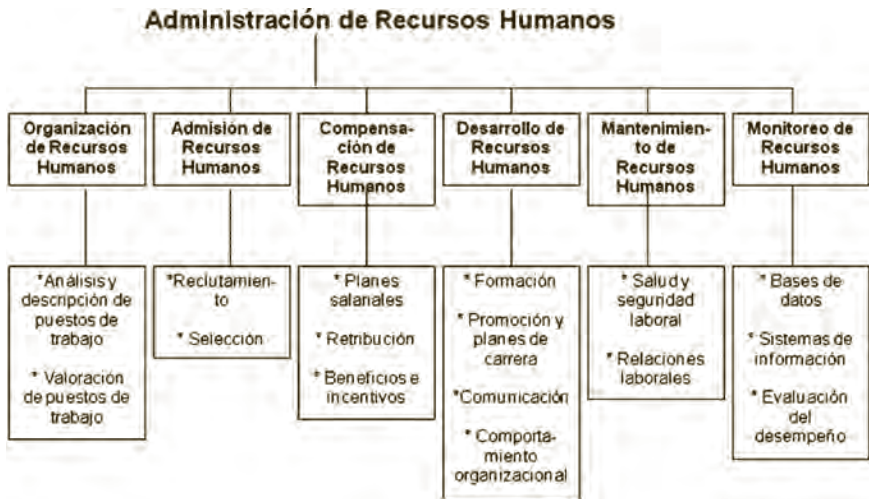 Administración de Recursos Humanos
Organización
de Recursos
Humanos
Admisión de
Recursos
Humanos
Compensa-
ción de
Recursos
Humanos
Desarrollo de
Recursos
Humanos
Mantenimien-
to de
Recursos
Humanos
Monitoreo de
Recursos
Humanos
*Análisis y
descripción de
puestos de
trabajo
* Valoración
de puestos de
trabajo
*Reclutamien-
to
* Selección
* Planes
salariales
* Retribución
* Beneficios e
incentivos
* Formación
* Promoción y
planes de
carrera
*Comunicación
* Comporta-
miento
organizacional
* Salud y
seguridad
laboral
* Relaciones
laborales
* Bases de
datos
* Sistemas de
información
* Evaluación
del
desempeño